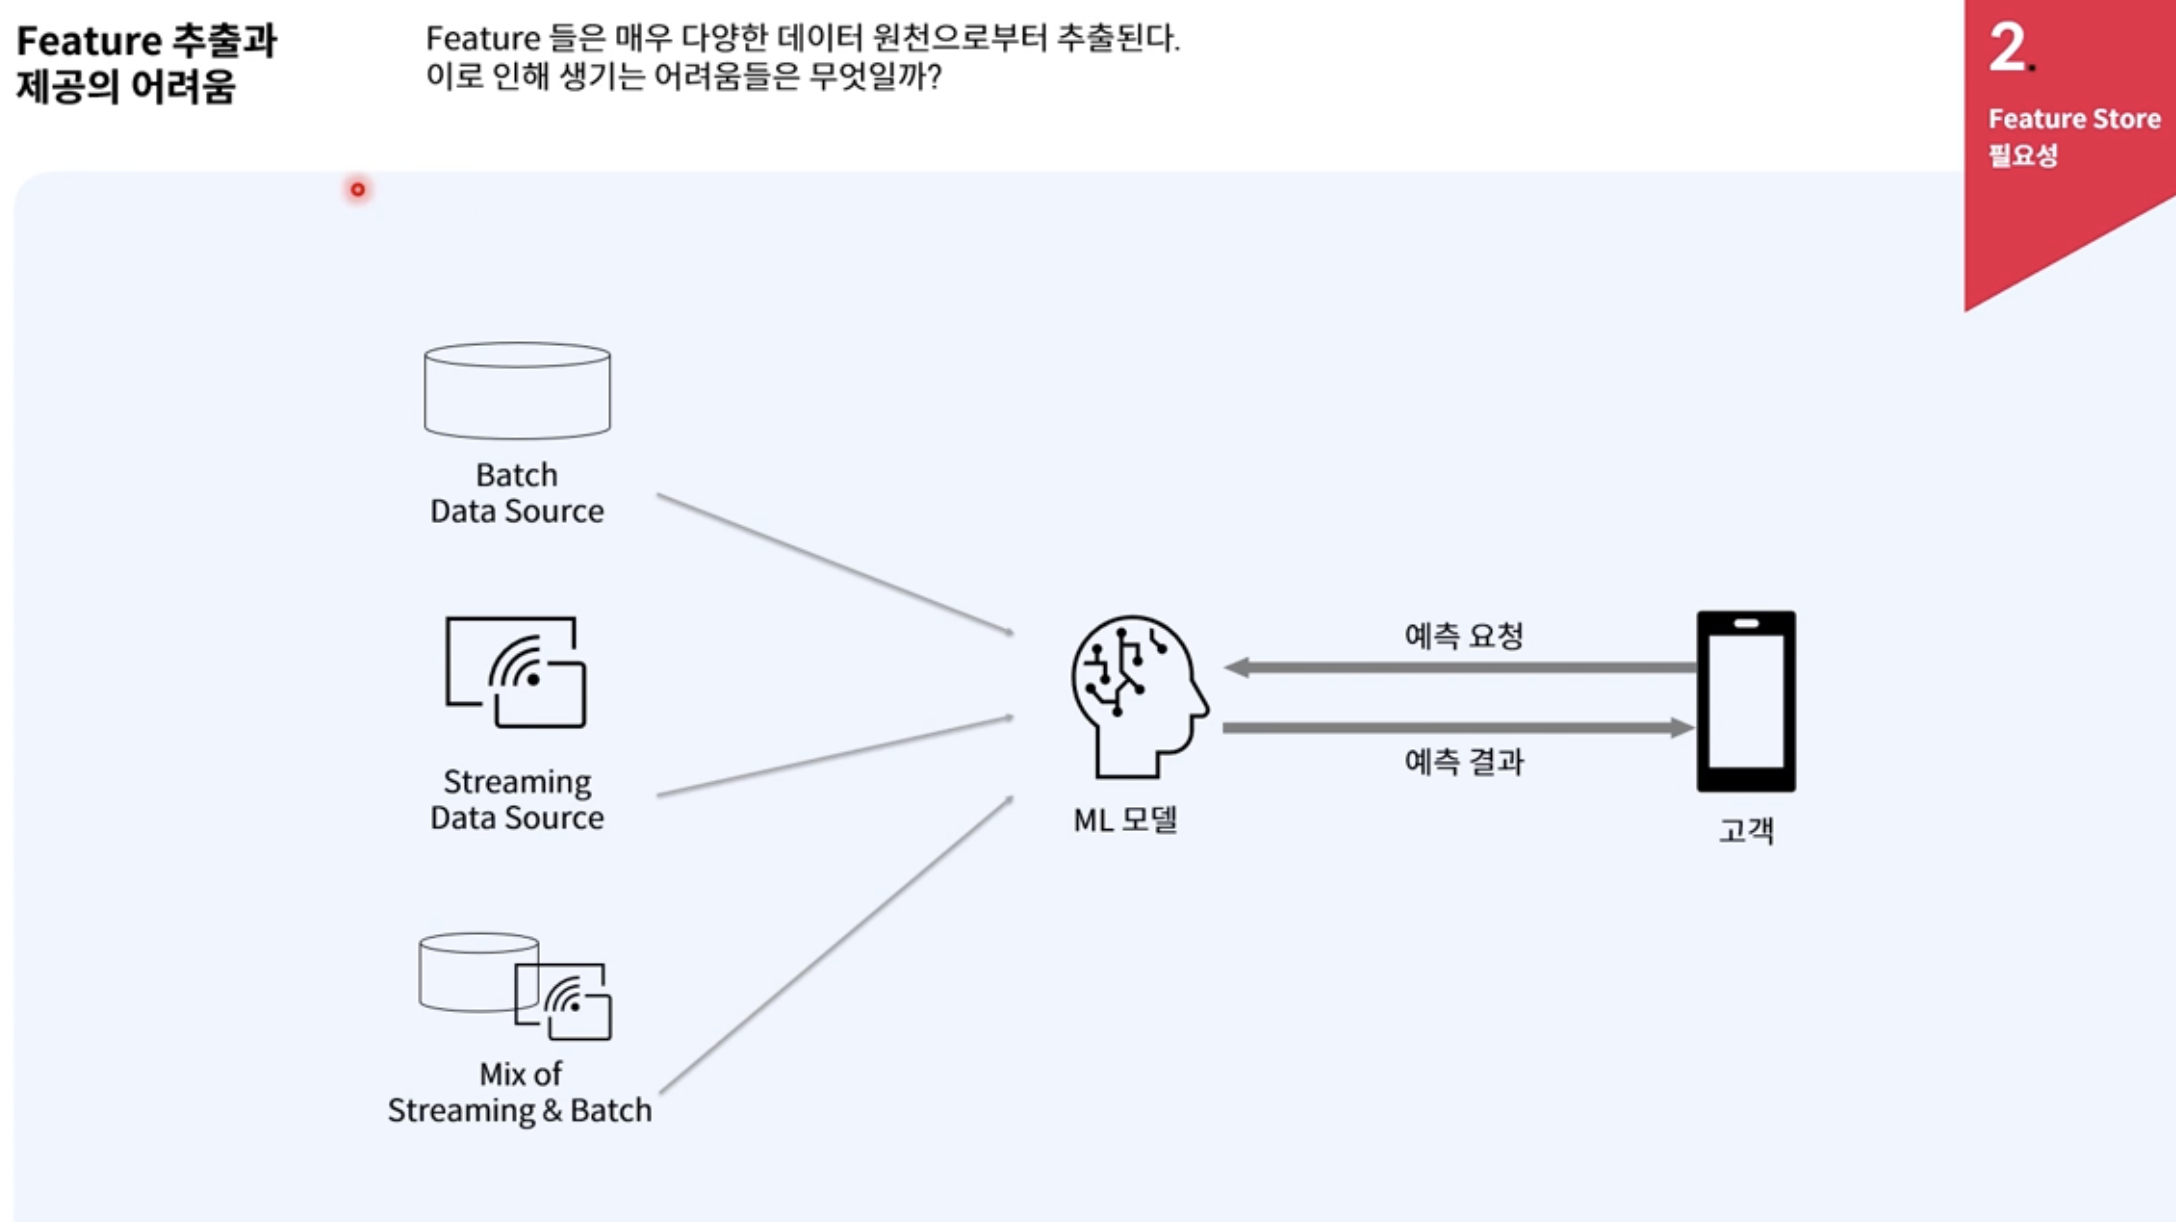 Feature 추출과
제공의 어려움
Feature 들은 매우 다양한 데이터 원천으로부터 추출된다.
이로 인해 생기는 어려움들은 무엇일까?
2.
Feature Store
필요성
Batch
Data Source
Streaming
Data Source
Mix of
Streaming & Batch
ML 모델
예측 요청
예측 결과
고객